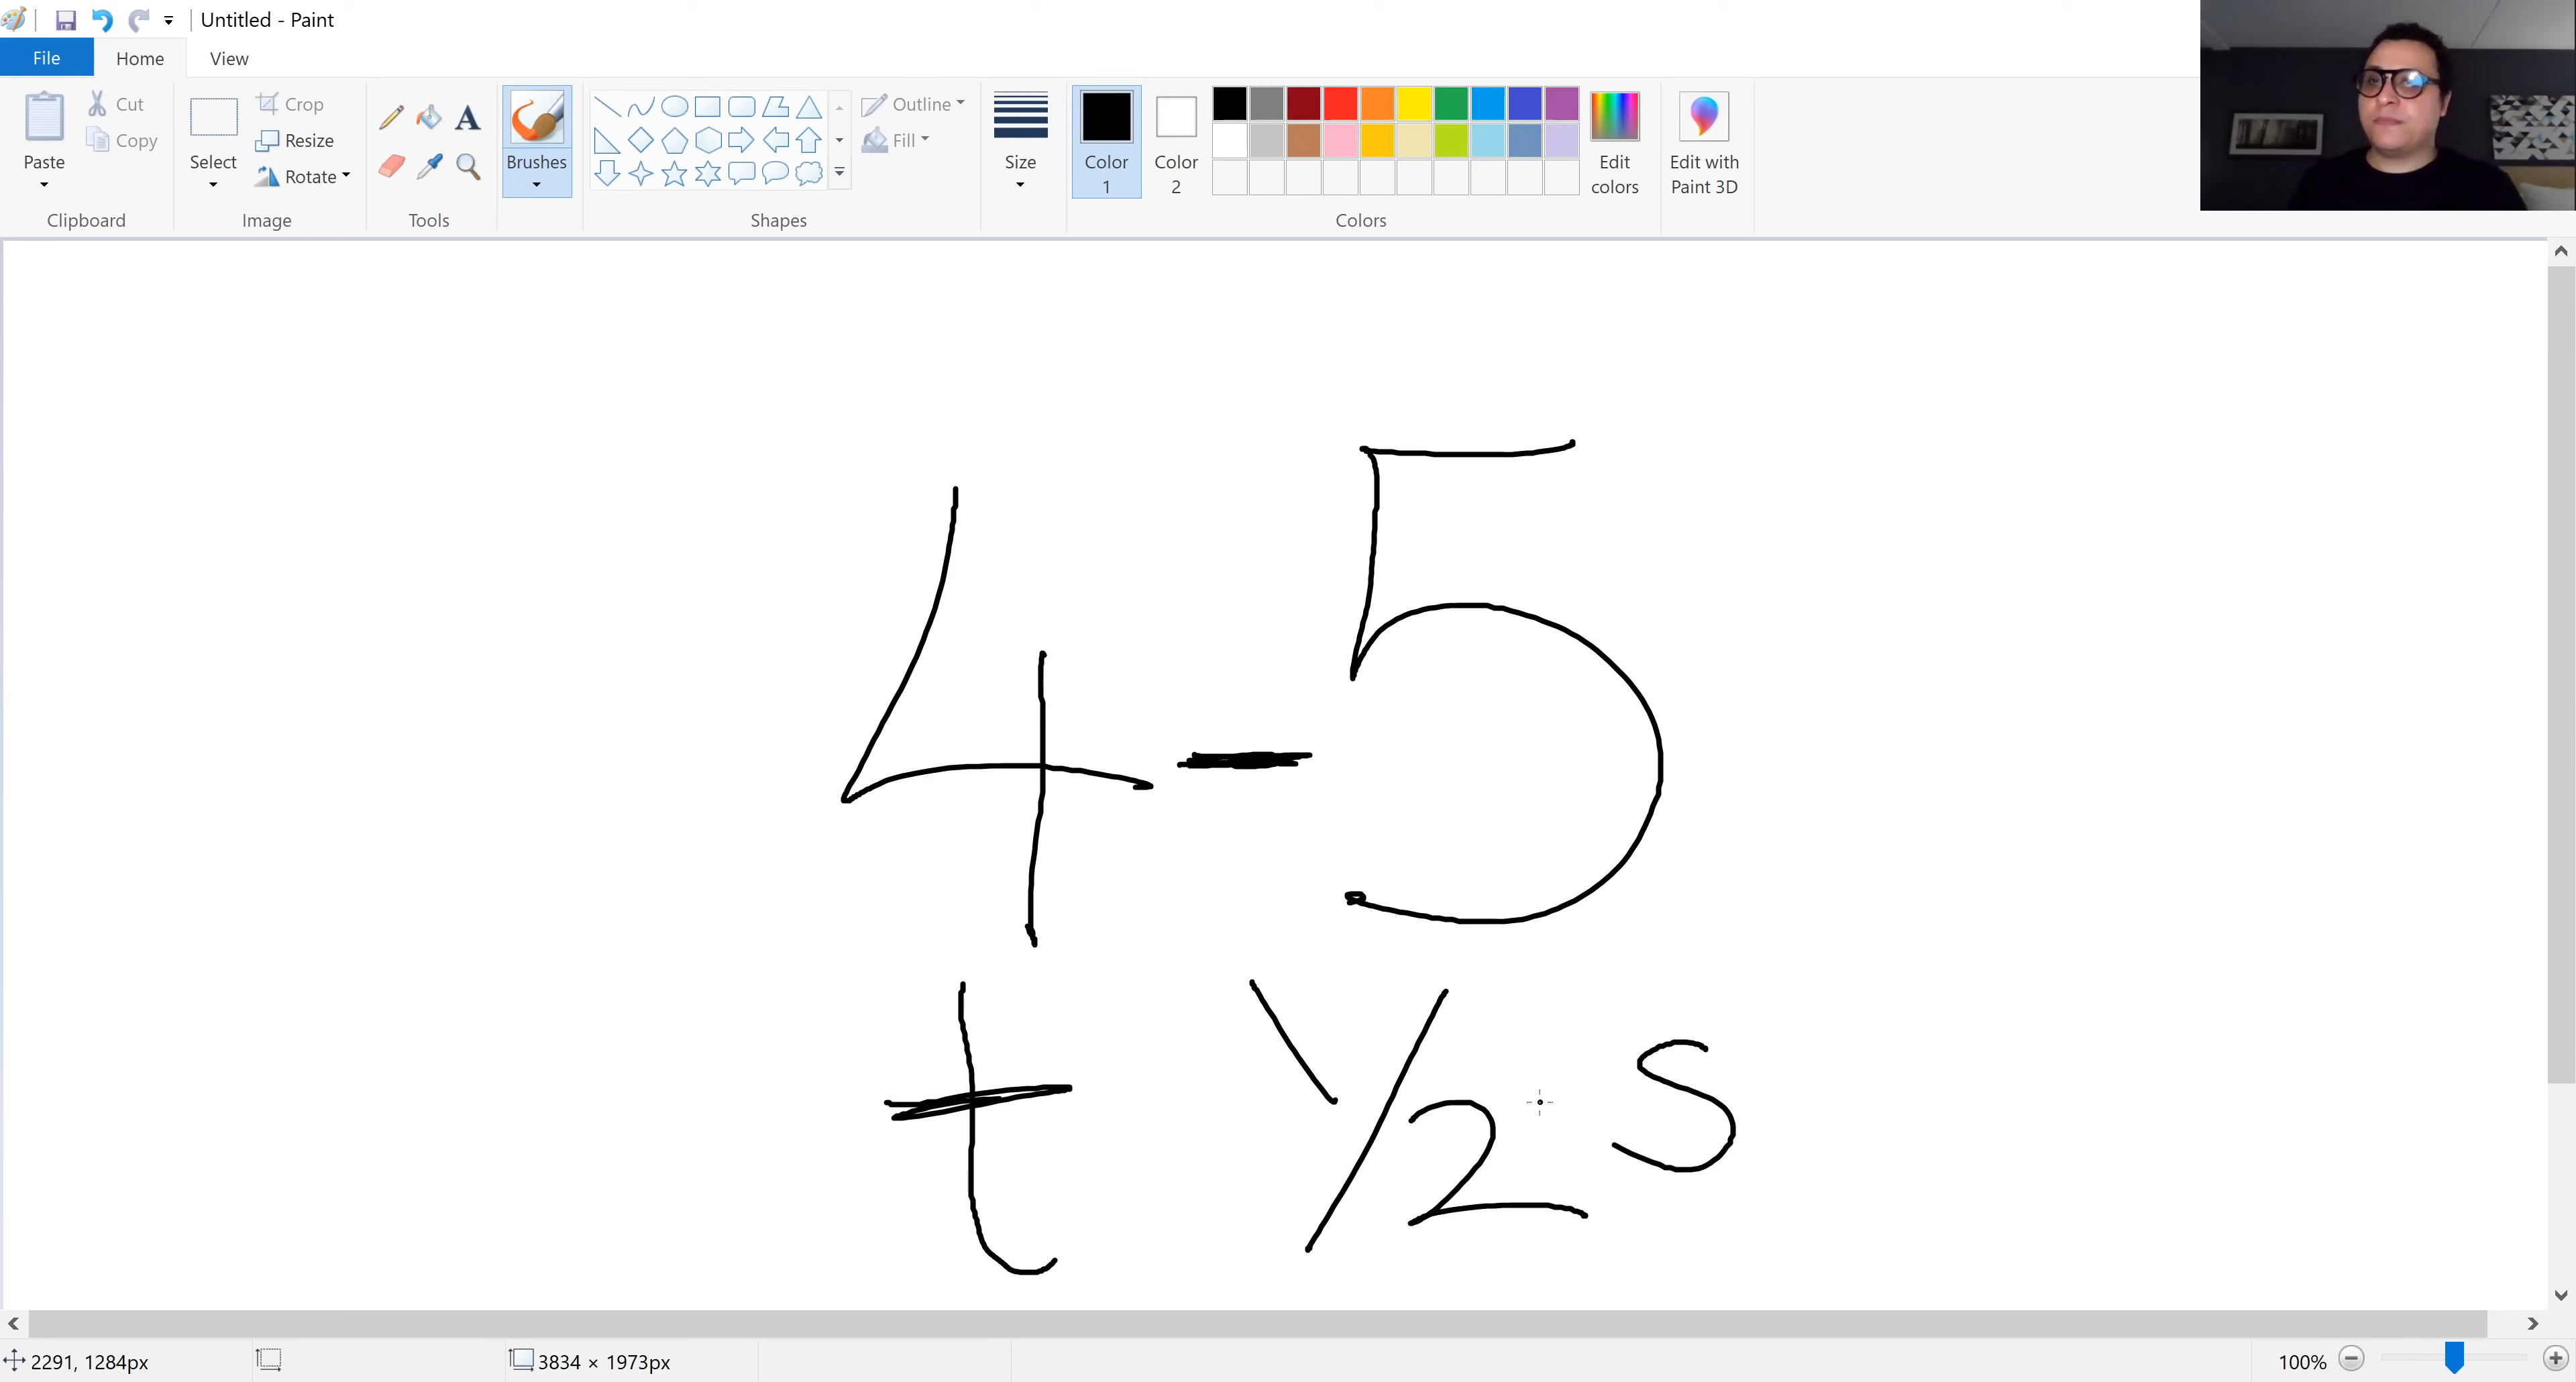 Untitled - Paint
File Home View
Paste Cut Copy Clipboard
Select Crop Resize Rotate Image
A Tools
Brushes
Shapes Outline Fill
Size
Color 1 Color 2 Colors Edit colors
Edit with Paint 3D
4-5
t 1/2 s
2291, 1284px 3834 × 1973px 100%